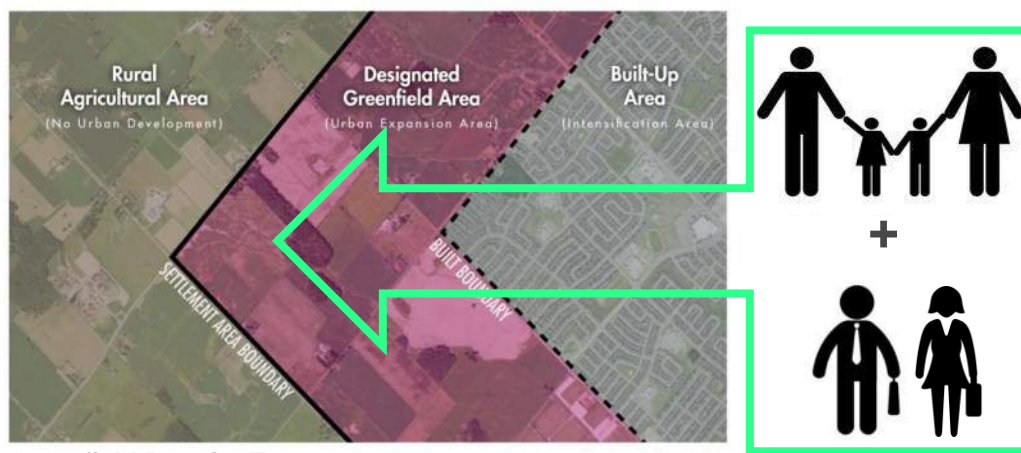 Rural
Agricultural Area
(No Urban Development)
Designated
Greenfield Area
(Urban Expansion Area)
Built-Up
Area
(Intensification Area)
+
SETTLEMENT AREA BOUNDARY
BUILT BOUNDARY